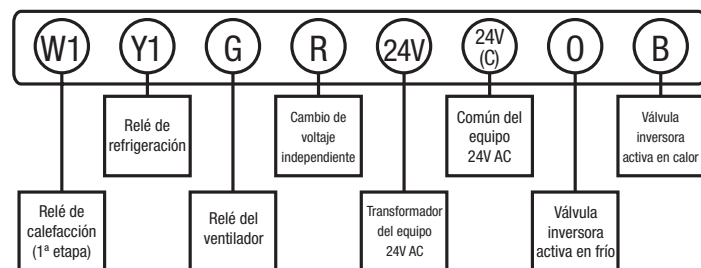 W1 Y1 G R 24V 24V (C) O B
Relé de
refrigeración
Cambio de
voltaje
independiente
Común del
equipo
24V AC
Válvula
inversora
activa en calor
Relé de
calefacción
(1ª etapa)
Relé del
ventilador
Transformador
del equipo
24V AC
Válvula
inversora
activa en frío